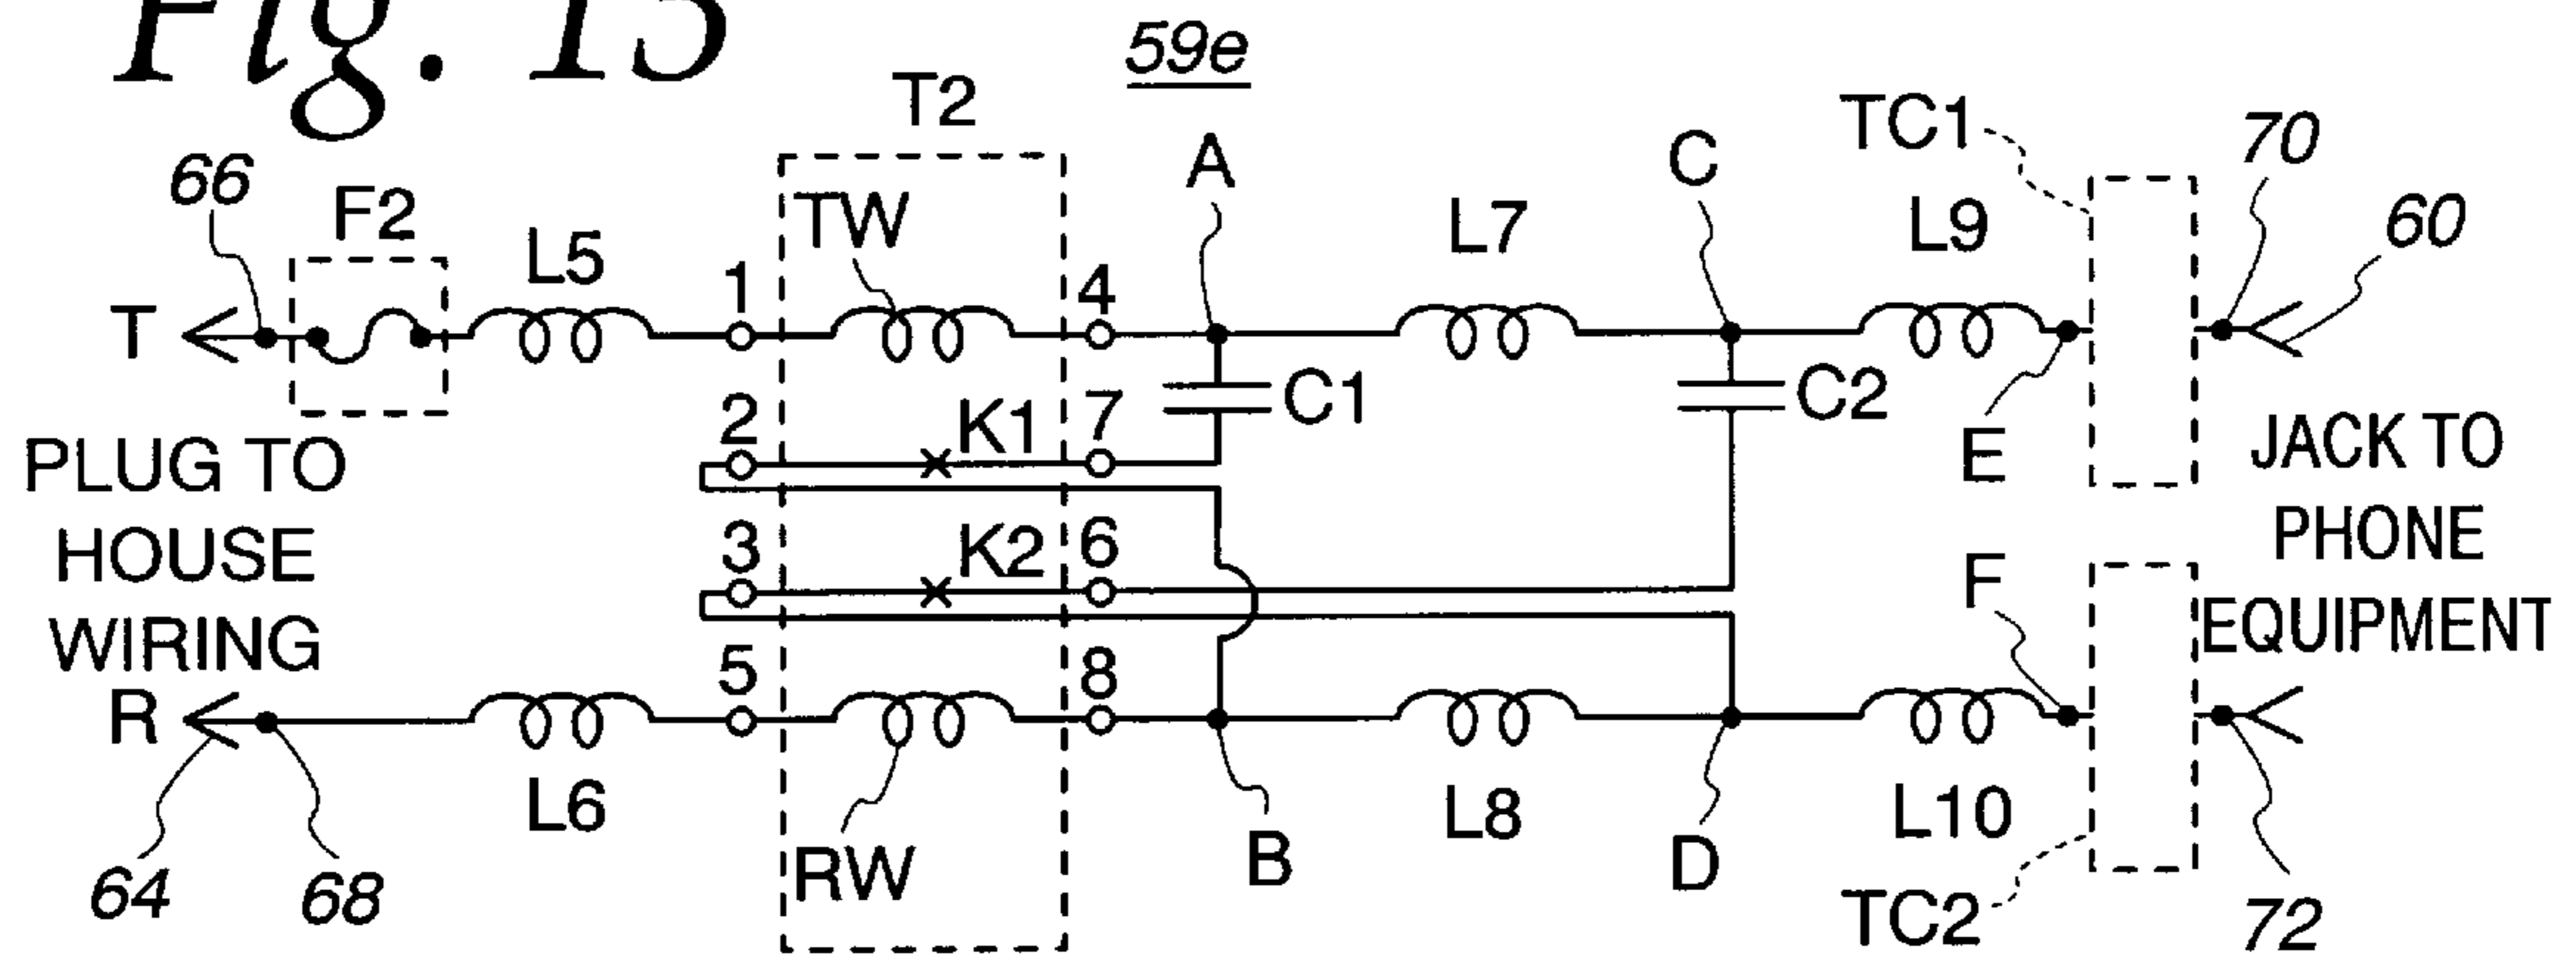 Fig. 13
59e
T2
TC1
70
66
F2
TW
A
C
L9
60
L5
L7
T
1
4
C1
C2
2
K1
7
E
PLUG TO
HOUSE
WIRING
JACK TO
PHONE
EQUIPMENT
3
K2
6
F
R
5
8
L6
L8
L10
64
68
RW
B
D
TC2
72